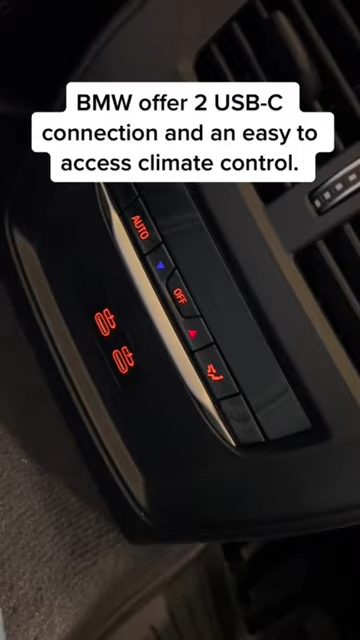 BMW offer 2 USB-C
connection and an easy to
access climate control.
AUTO
OFF